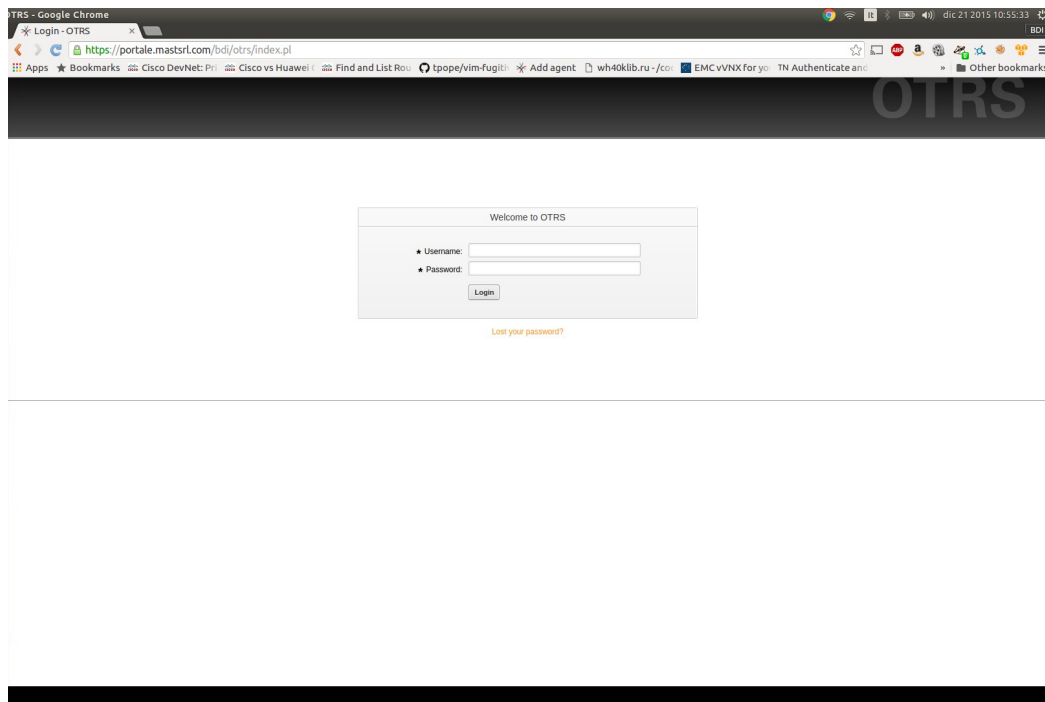 OTRS - Google Chrome
It dic 21 2015 10:55:33
Login - OTRS
BDI
https://portale.mastsrl.com/bdi/otrs/index.pl
ABP
Apps Bookmarks Cisco DevNet: Pri Cisco vs Huawei Find and List Rou tpope/vim-fugiti Add agent wh40klib.ru - /co EMC vVNX for yo TN Authenticate and » Other bookmarks
OTRS
Welcome to OTRS
★ Username:
★ Password:
Login
Lost your password?